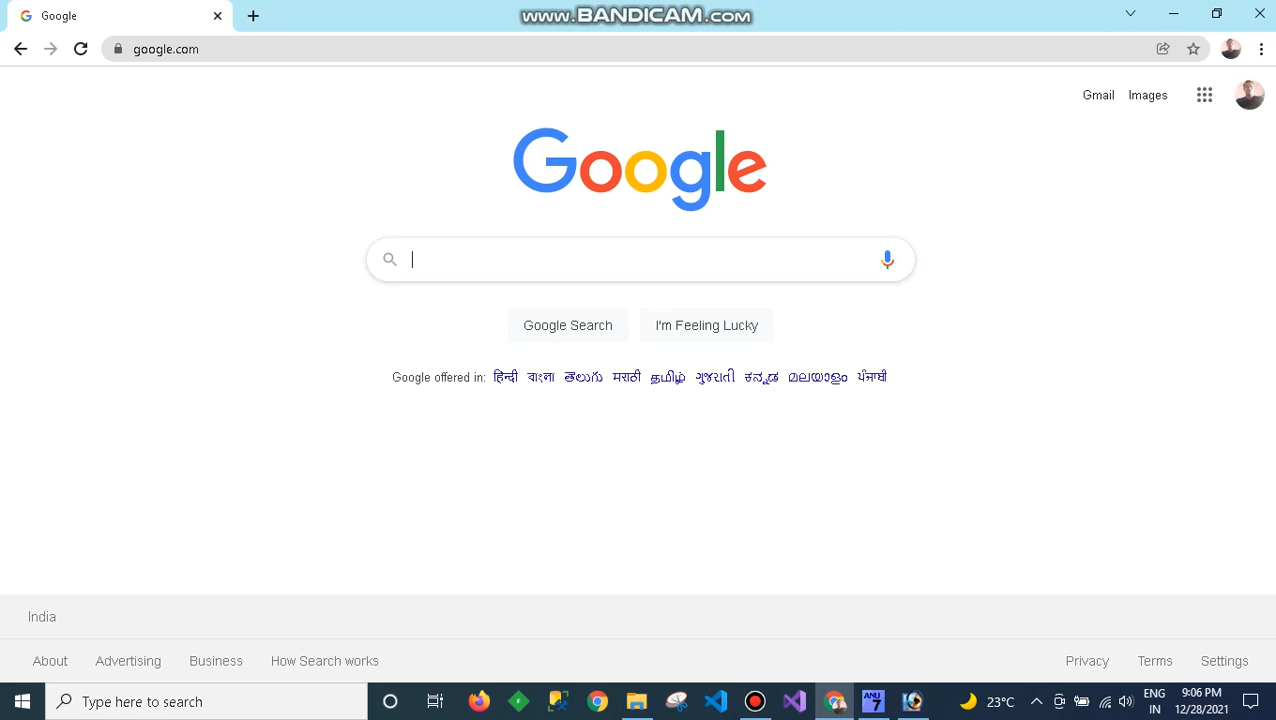 Google
www.BANDICAM.com
google.com
Gmail Images
Google
Google Search I'm Feeling Lucky
Google offered in: हिन्दी বাংলা తెలుగు मराठी தமிழ் ગુજરાતી ಕನ್ನಡ മലയാളം ਪੰਜਾਬੀ
India
About Advertising Business How Search works Privacy Terms Settings
Type here to search ANU 7 23°C ENG IN 9:06 PM 12/28/2021